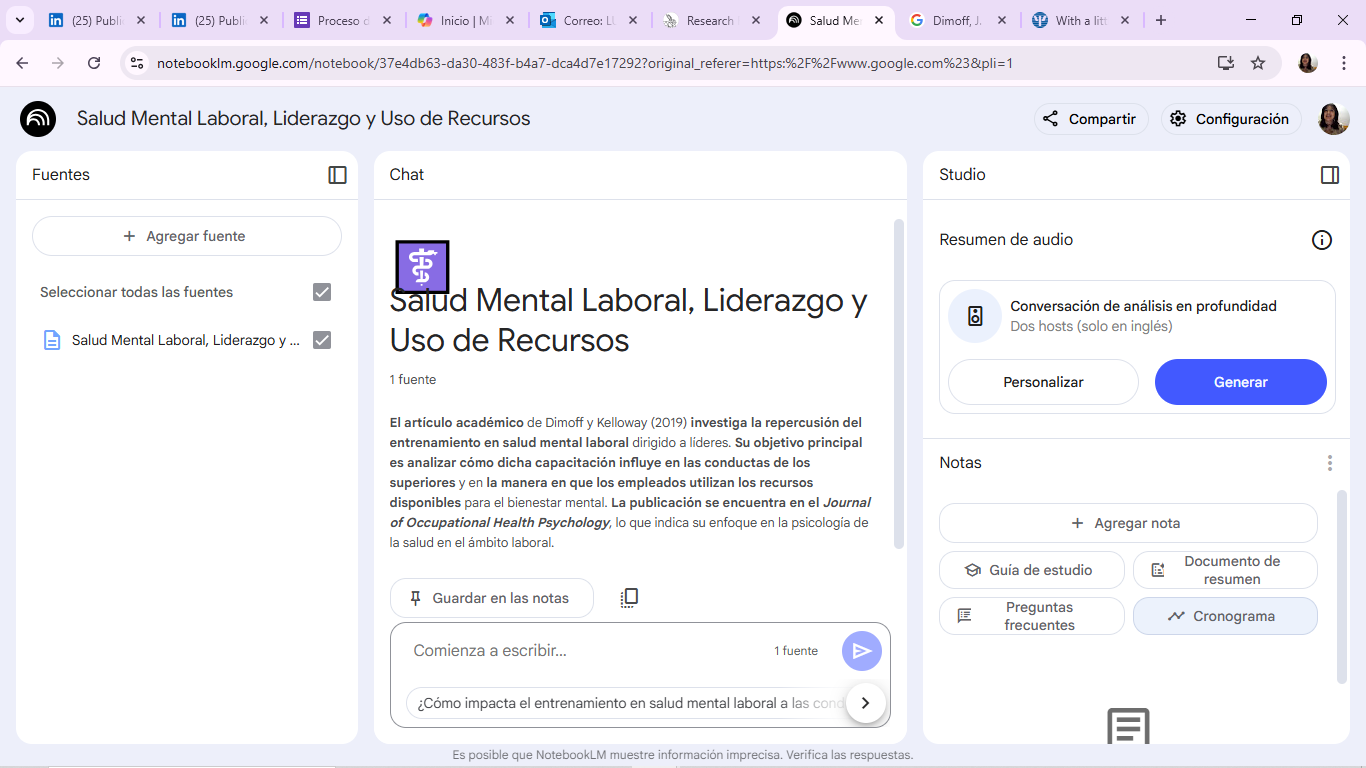 (25) Public
(25) Public
Proceso d
Inicio | Mi
Correo: Ll
Research
Salud Men
Dimoff, J.
With a litt
notebooklm.google.com/notebook/37e4db63-da30-483f-b4a7-dca4d7e17292?original_referer=https:%2F%2Fwww.google.com%23&pli=1
Salud Mental Laboral, Liderazgo y Uso de Recursos
Compartir
Configuración
Fuentes
Agregar fuente
Seleccionar todas las fuentes
Salud Mental Laboral, Liderazgo y ...
Chat
Salud Mental Laboral, Liderazgo y
Uso de Recursos
1 fuente
El artículo académico de Dimoff y Kelloway (2019) investiga la repercusión del
entrenamiento en salud mental laboral dirigido a líderes. Su objetivo principal
es analizar cómo dicha capacitación influye en las conductas de los
superiores y en la manera en que los empleados utilizan los recursos
disponibles para el bienestar mental. La publicación se encuentra en el Journal
of Occupational Health Psychology, lo que indica su enfoque en la psicología de
la salud en el ámbito laboral.
Guardar en las notas
Comienza a escribir...
1 fuente
¿Cómo impacta el entrenamiento en salud mental laboral a las cond
Studio
Resumen de audio
Conversación de análisis en profundidad
Dos hosts (solo en inglés)
Personalizar
Generar
Notas
Agregar nota
Guía de estudio
Documento de
resumen
Preguntas
frecuentes
Cronograma
Es posible que NotebookLM muestre información imprecisa. Verifica las respuestas.